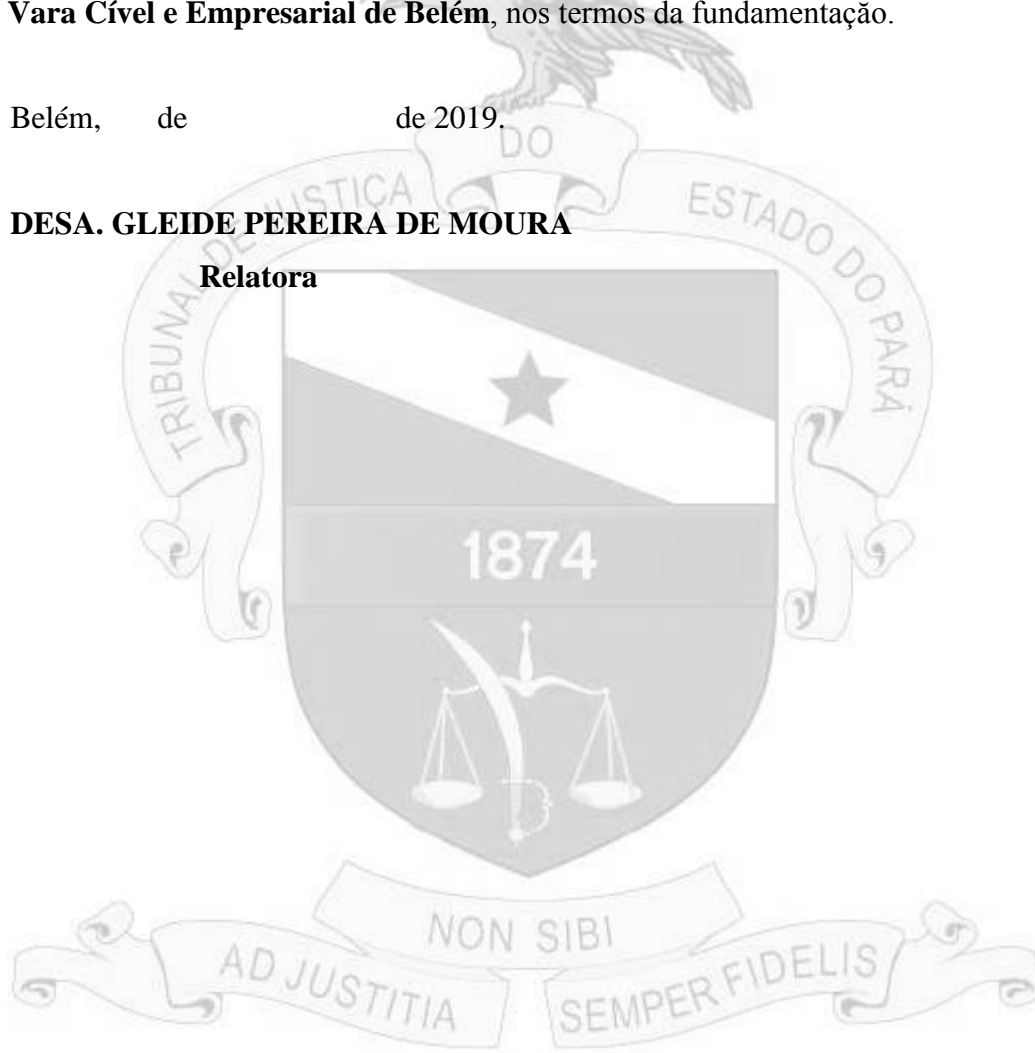 Vara Cível e Empresarial de Belém, nos termos da fundamentação.
Belém, de de 2019.
DESA. GLEIDE PEREIRA DE MOURA
Relatora
TRIBUNAL DE JUSTIÇA DO ESTADO DO PARÁ
1874
NON SIBI
AD JUSTITIA SEMPER FIDELIS